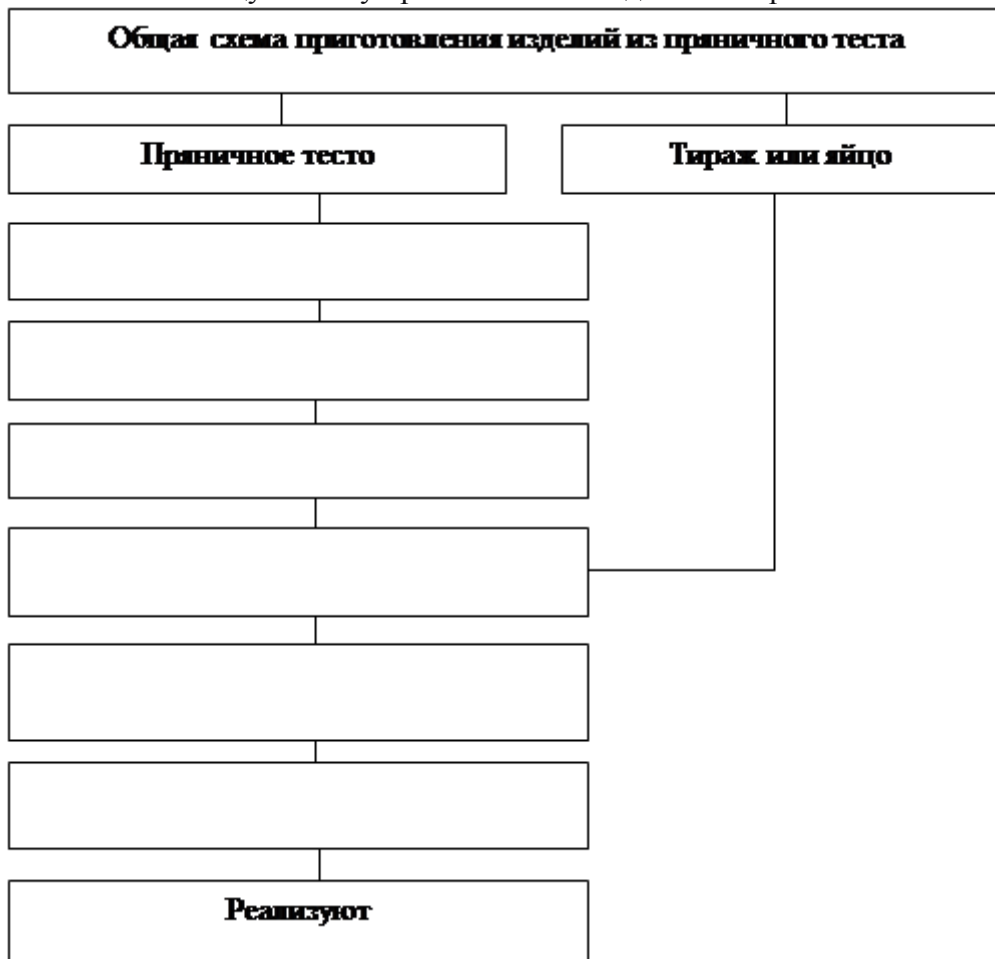 Общая схема приготовления изделий из пряничного теста
Пряничное тесто
Тираж или яйцо
Реализуют